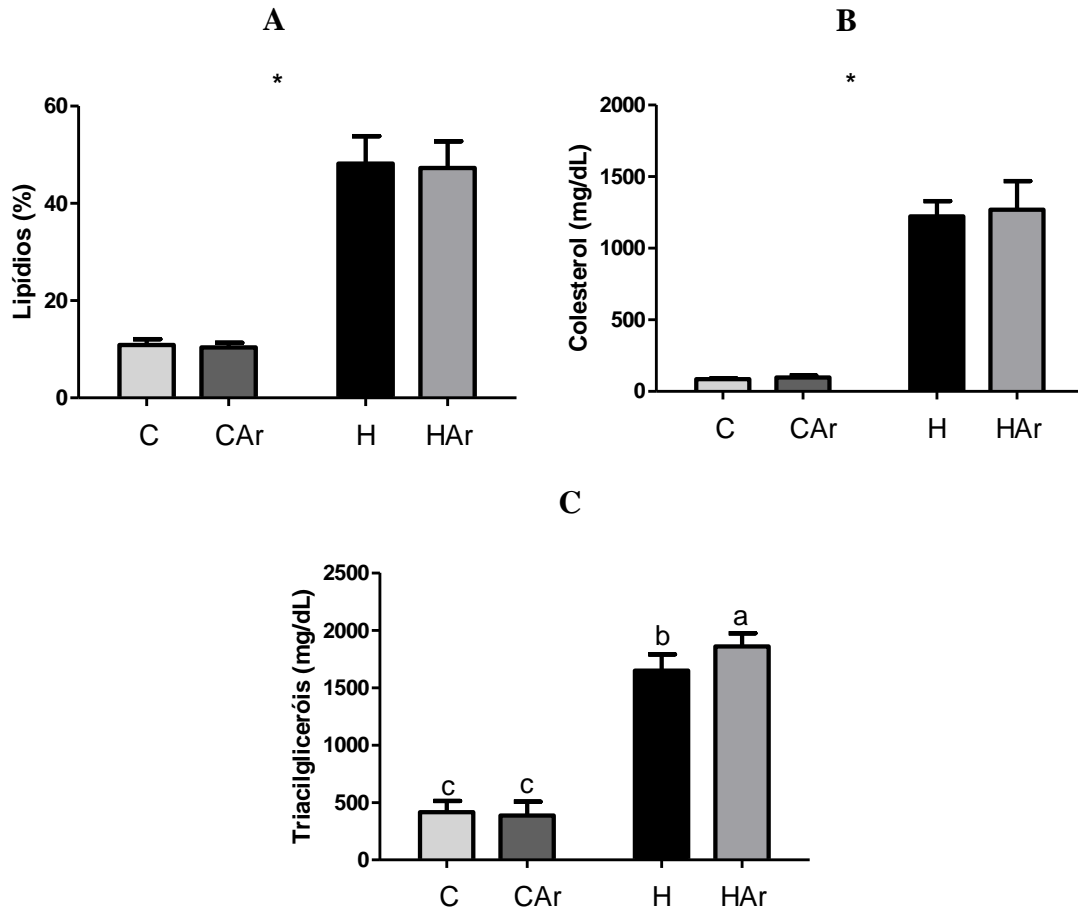 A
*
Lipídios (%)
60
40
20
0
C CAr H HAr
B
*
Colesterol (mg/dL)
2000
1500
1000
500
0
C CAr H HAr
C
Triacilgliceróis (mg/dL)
2500
2000
1500
1000
500
0
c c b a
C CAr H HAr